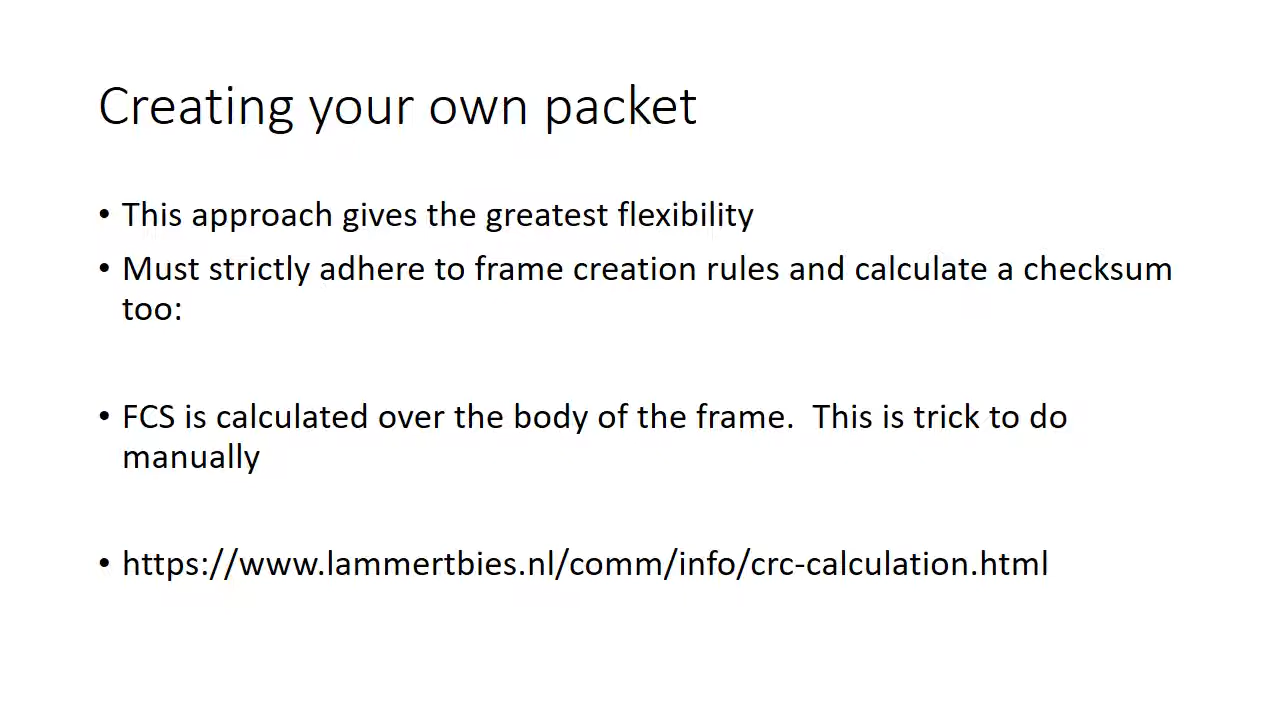 Creating your own packet
• This approach gives the greatest flexibility
• Must strictly adhere to frame creation rules and calculate a checksum
too:
• FCS is calculated over the body of the frame.  This is trick to do
manually
• https://www.lammertbies.nl/comm/info/crc-calculation.html